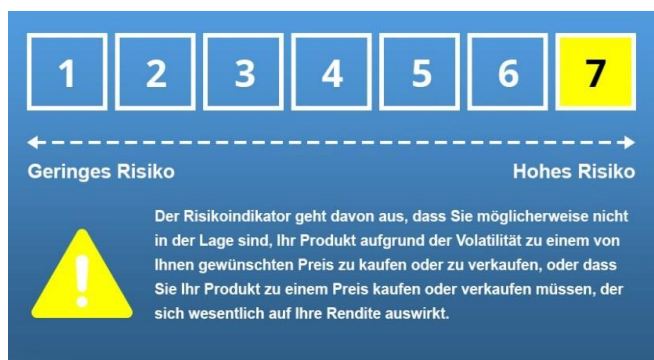 1 2 3 4 5 6 7
Geringes Risiko Hohes Risiko
Der Risikoindikator geht davon aus, dass Sie möglicherweise nicht
in der Lage sind, Ihr Produkt aufgrund der Volatilität zu einem von
Ihnen gewünschten Preis zu kaufen oder zu verkaufen, oder dass
Sie Ihr Produkt zu einem Preis kaufen oder verkaufen müssen, der
sich wesentlich auf Ihre Rendite auswirkt.